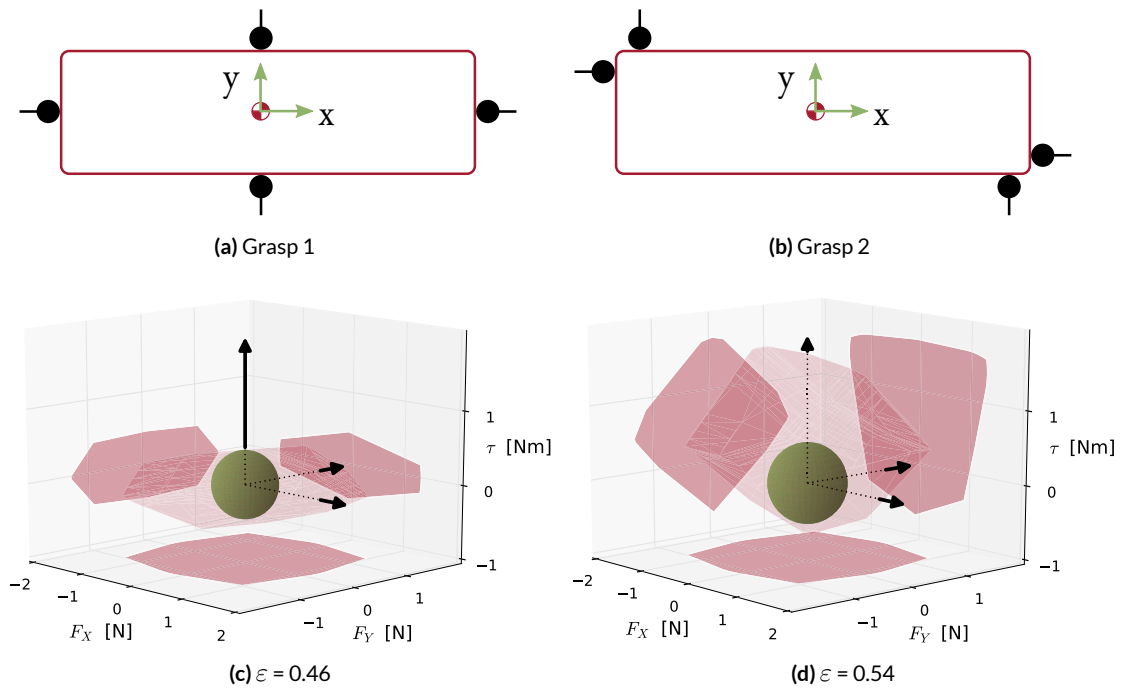 y
x
y
x
(a) Grasp 1
(b) Grasp 2
1
τ [Nm]
0
−1
−2
−1
0
1
2
F_X [N]
−1
0
1
F_Y [N]
1
τ [Nm]
0
−1
−2
−1
0
1
2
F_X [N]
−1
0
1
F_Y [N]
(c) ε = 0.46
(d) ε = 0.54